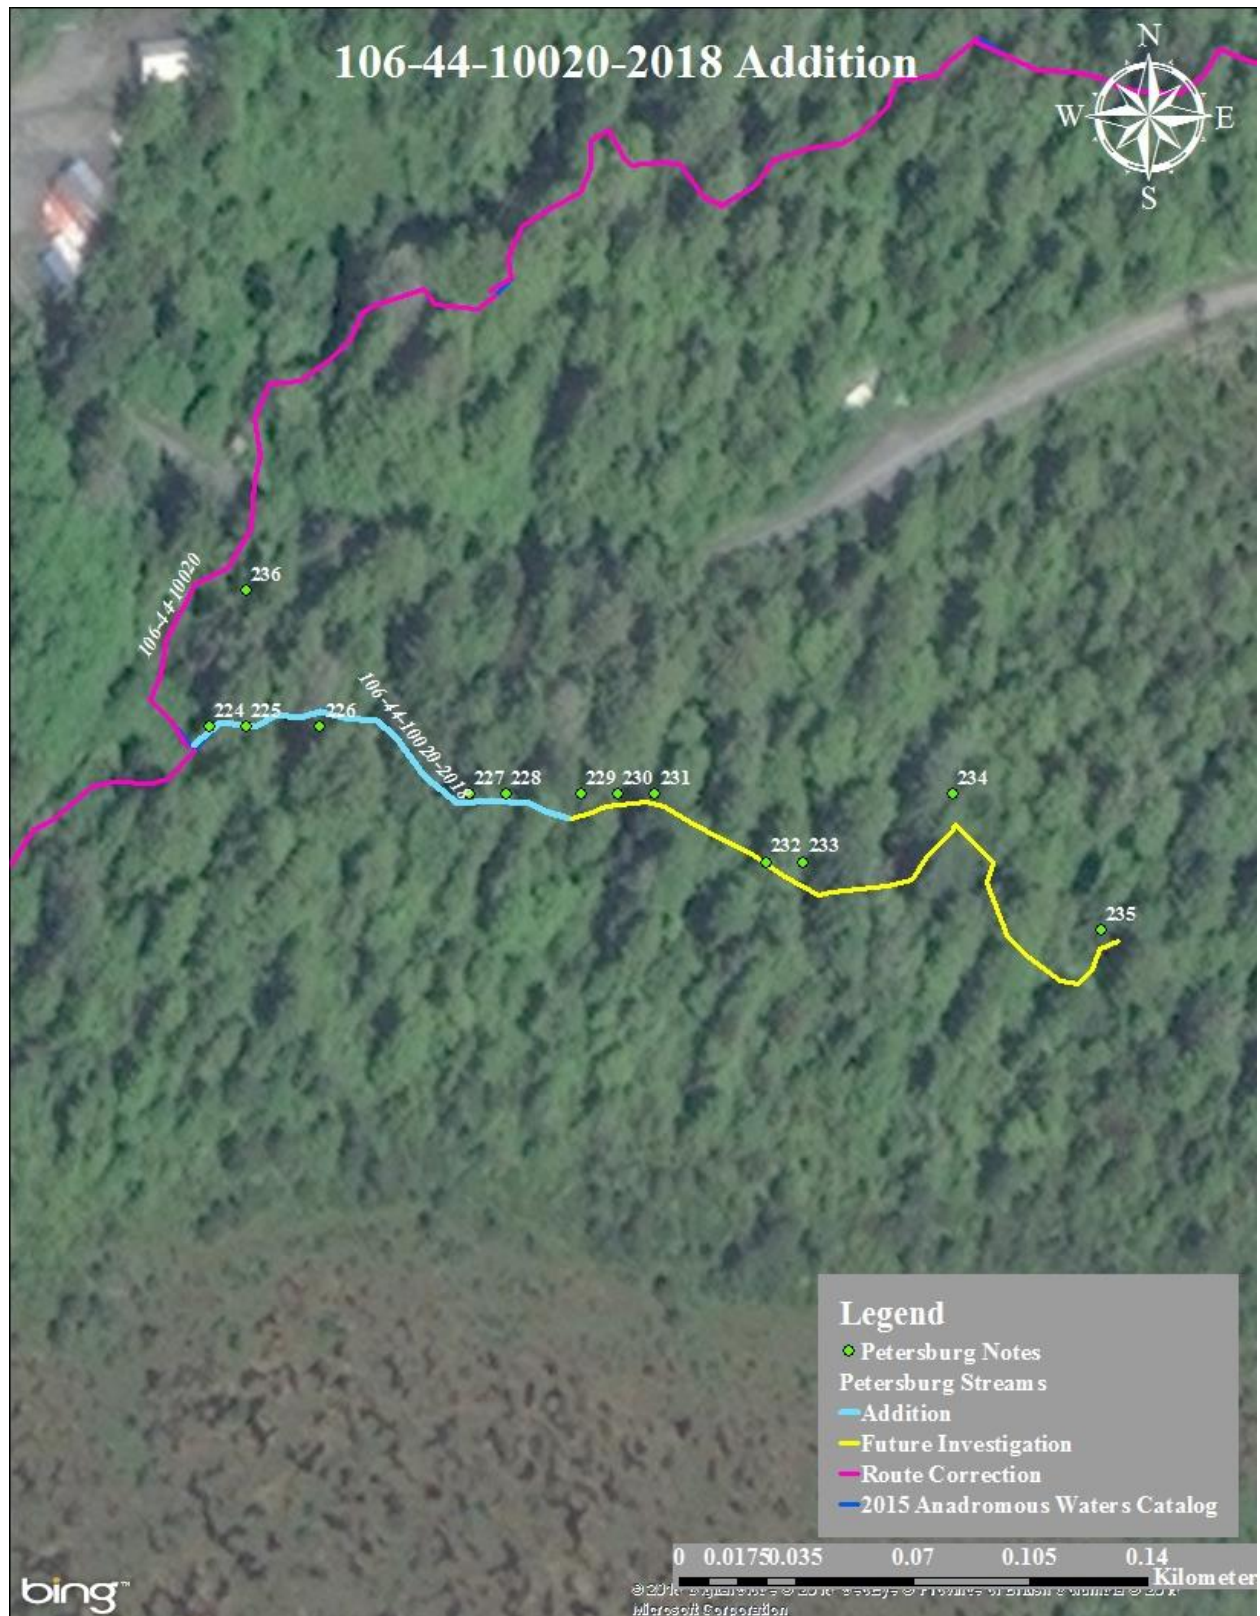 106-44-10020-2018 Addition
N
W E
S
236
106-44-10020
224 225 226
106-44-10020-2018
227 228 229 230 231 234
232 233
235
Legend
Petersburg Notes
Petersburg Streams
Addition
Future Investigation
Route Correction
2015 Anadromous Waters Catalog
0 0.0175 0.035 0.07 0.105 0.14
Kilometer
bing™
Microsoft Corporation